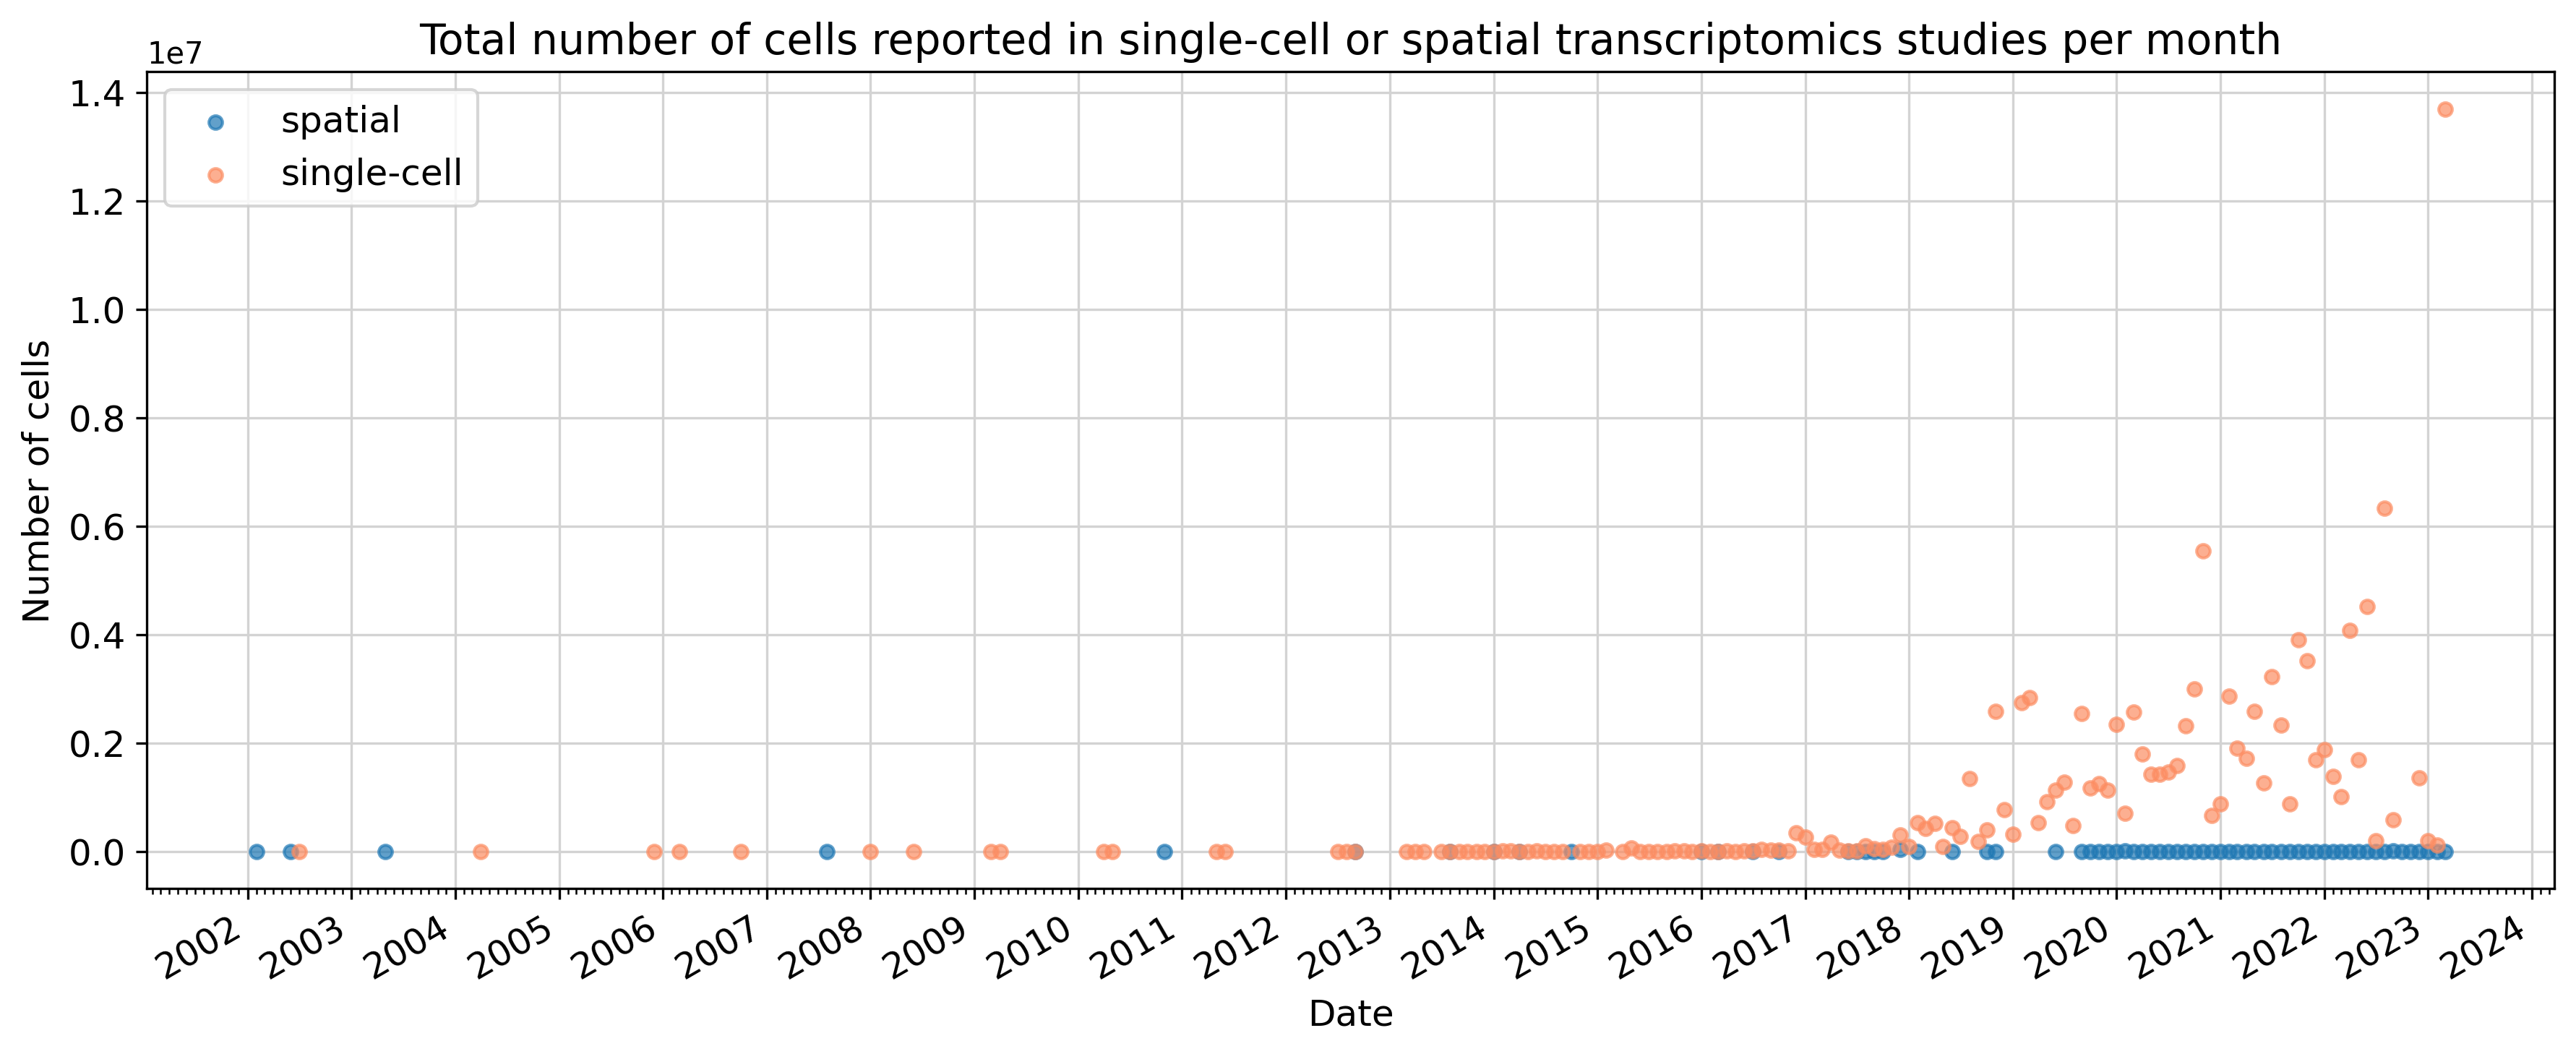 Total number of cells reported in single-cell or spatial transcriptomics studies per month
1e7
1.4
1.2
1.0
0.8
0.6
0.4
0.2
0.0
Number of cells
spatial
single-cell
2002 2003 2004 2005 2006 2007 2008 2009 2010 2011 2012 2013 2014 2015 2016 2017 2018 2019 2020 2021 2022 2023 2024
Date